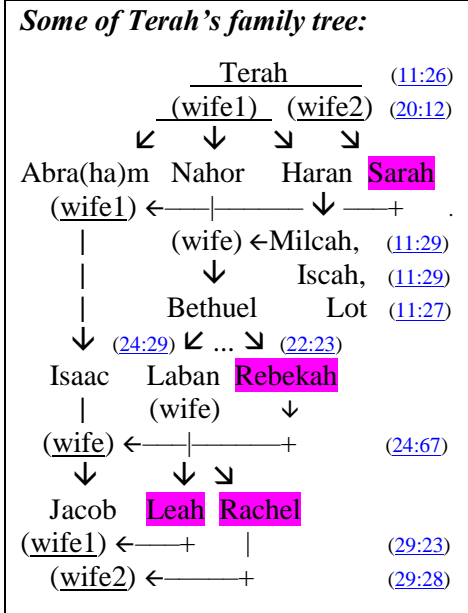 Some of Terah's family tree:
Terah (11:26)
(wife1) (wife2) (20:12)
↙ ↓ ↘ ↘
Abra(ha)m Nahor Haran Sarah
(wife1) ←——|———— ↓ ——+ .
| (wife) ←Milcah, (11:29)
| ↓ Iscah, (11:29)
| Bethuel Lot (11:27)
↓ (24:29) ↙ ... ↘ (22:23)
Isaac Laban Rebekah
| (wife) ↓
(wife) ←——|————+ (24:67)
↓ ↓ ↘
Jacob Leah Rachel
(wife1) ←——+ | (29:23)
(wife2) ←————+ (29:28)